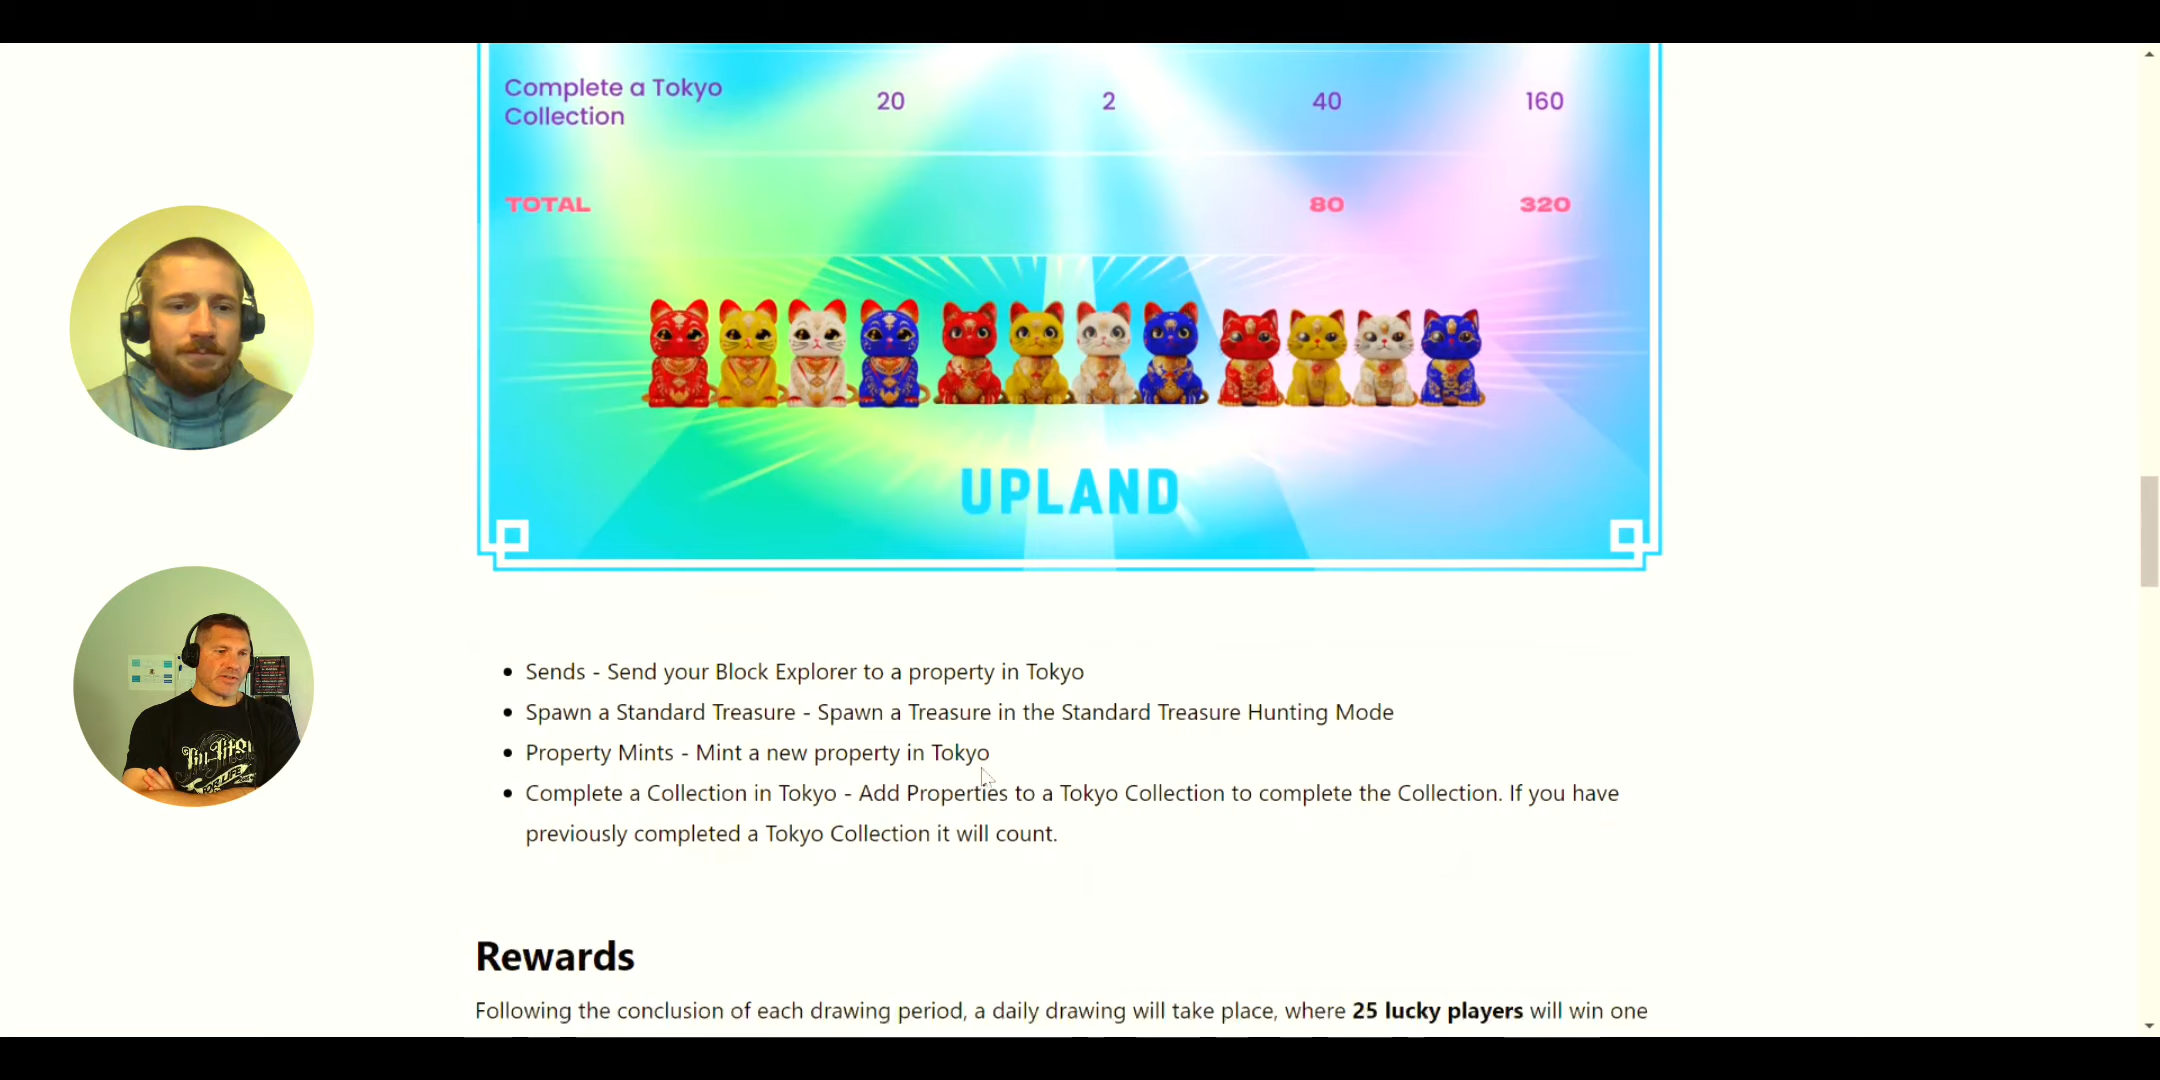 Complete a Tokyo
Collection
20 2 40 160
TOTAL 80 320
UPLAND
Sends - Send your Block Explorer to a property in Tokyo
Spawn a Standard Treasure - Spawn a Treasure in the Standard Treasure Hunting Mode
Property Mints - Mint a new property in Tokyo
Complete a Collection in Tokyo - Add Properties to a Tokyo Collection to complete the Collection. If you have
previously completed a Tokyo Collection it will count.
Rewards
Following the conclusion of each drawing period, a daily drawing will take place, where 25 lucky players will win one